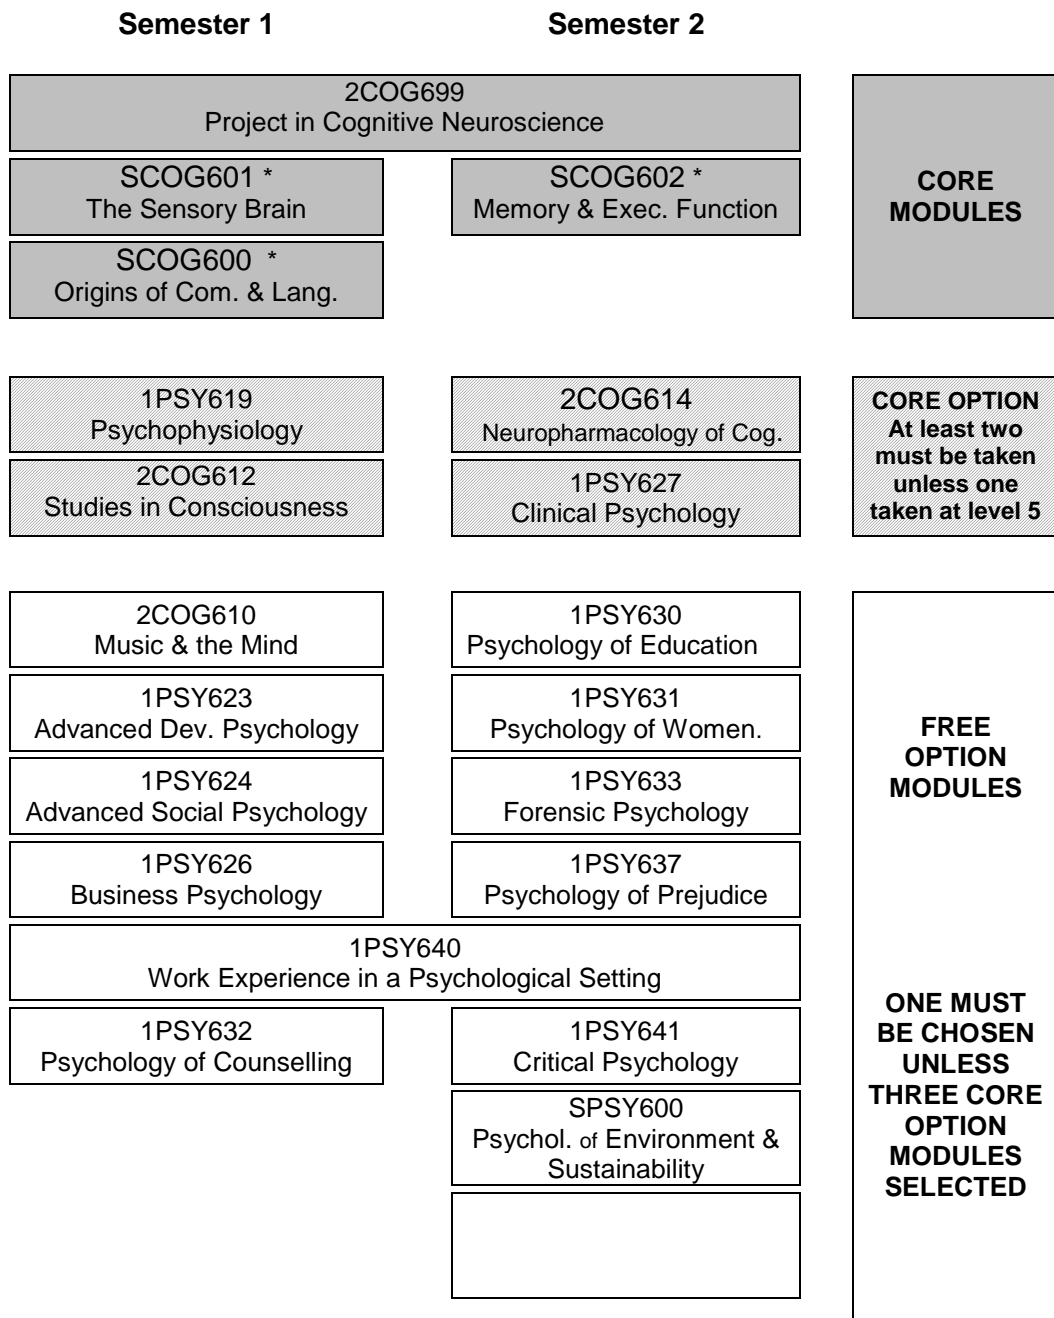 Semester 1
Semester 2
2COG699
Project in Cognitive Neuroscience
SCOG601 *
The Sensory Brain
SCOG602 *
Memory & Exec. Function
SCOG600 *
Origins of Com. & Lang.
CORE
MODULES
1PSY619
Psychophysiology
2COG614
Neuropharmacology of Cog.
2COG612
Studies in Consciousness
1PSY627
Clinical Psychology
CORE OPTION
At least two
must be taken
unless one
taken at level 5
2COG610
Music & the Mind
1PSY630
Psychology of Education
1PSY623
Advanced Dev. Psychology
1PSY631
Psychology of Women.
1PSY624
Advanced Social Psychology
1PSY633
Forensic Psychology
1PSY626
Business Psychology
1PSY637
Psychology of Prejudice
1PSY640
Work Experience in a Psychological Setting
1PSY632
Psychology of Counselling
1PSY641
Critical Psychology
SPSY600
Psychol. of Environment &
Sustainability
FREE
OPTION
MODULES
ONE MUST
BE CHOSEN
UNLESS
THREE CORE
OPTION
MODULES
SELECTED